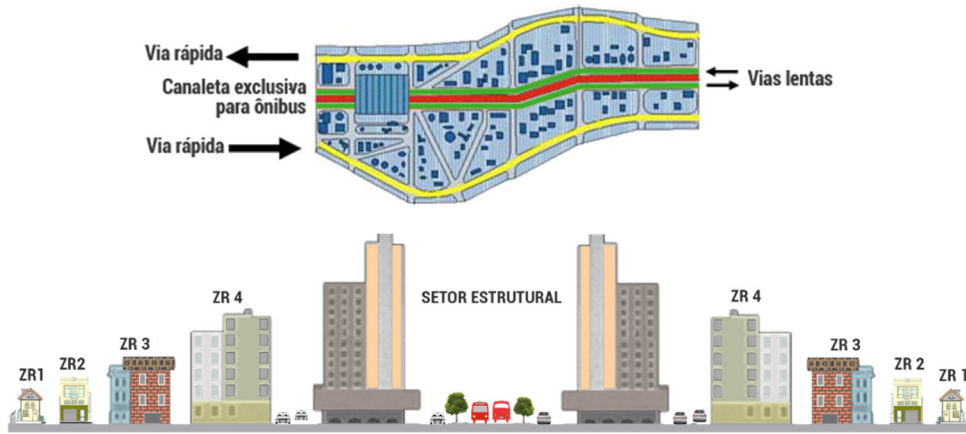 Via rápida
Canaleta exclusiva
para ônibus
Vias lentas
Via rápida
SETOR ESTRUTURAL
ZR 4
ZR 4
ZR 3
ZR 3
ZR2
ZR 2
ZR1
ZR 1